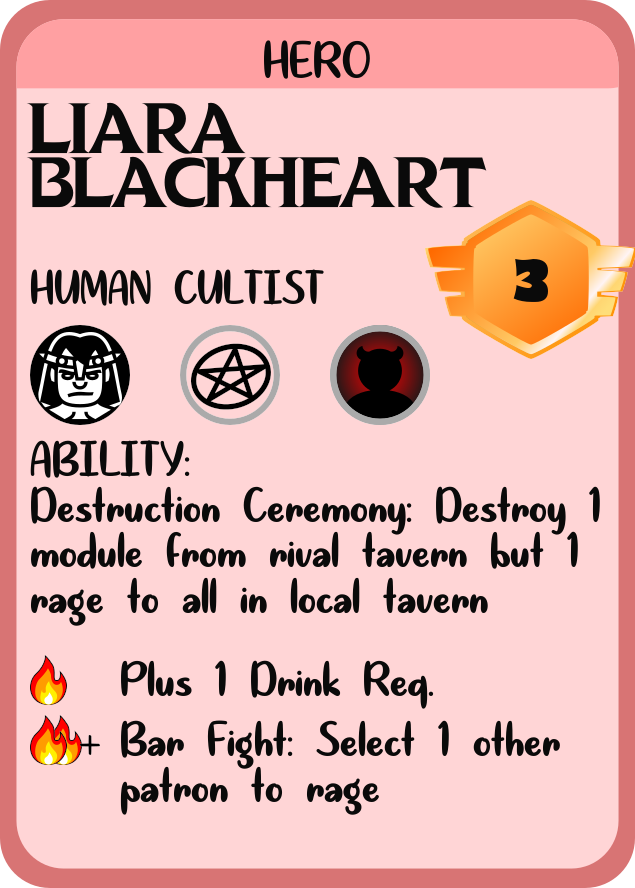 HERO
LIARA
BLACKHEART
3
HUMAN CULTIST
ABILITY:
Destruction Ceremony: Destroy 1
module from rival tavern but 1
rage to all in local tavern
Plus 1 Drink Req.
+ Bar Fight: Select 1 other
patron to rage